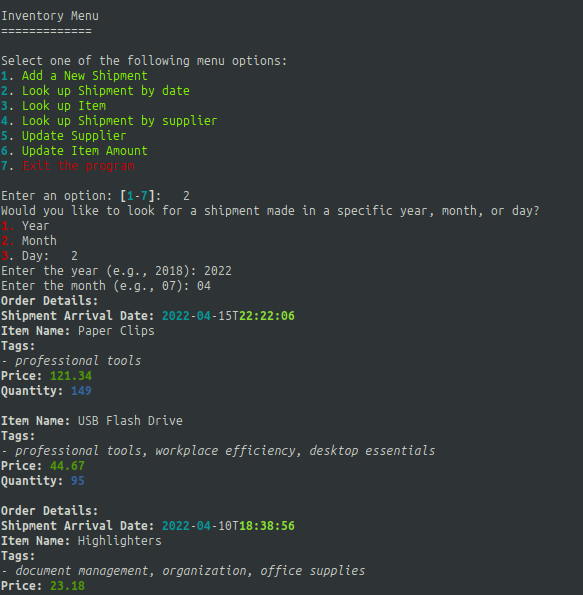 Inventory Menu
=============
Select one of the following menu options:
1. Add a New Shipment
2. Look up Shipment by date
3. Look up Item
4. Look up Shipment by supplier
5. Update Supplier
6. Update Item Amount
7. Exit the program
Enter an option: [1-7]:   2
Would you like to look for a shipment made in a specific year, month, or day?
1. Year
2. Month
3. Day:   2
Enter the year (e.g., 2018): 2022
Enter the month (e.g., 07): 04
Order Details:
Shipment Arrival Date: 2022-04-15T22:22:06
Item Name: Paper Clips
Tags:
- professional tools
Price: 121.34
Quantity: 149
Item Name: USB Flash Drive
Tags:
- professional tools, workplace efficiency, desktop essentials
Price: 44.67
Quantity: 95
Order Details:
Shipment Arrival Date: 2022-04-10T18:38:56
Item Name: Highlighters
Tags:
- document management, organization, office supplies
Price: 23.18